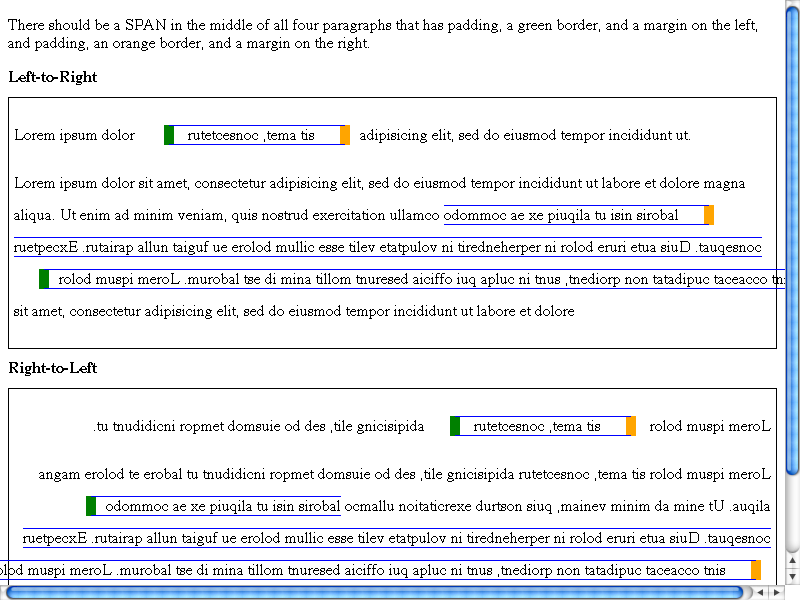 There should be a SPAN in the middle of all four paragraphs that has padding, a green border, and a margin on the left,
and padding, an orange border, and a margin on the right.
Left-to-Right
Lorem ipsum dolor rutetcesnoc ,tema tis adipisicing elit, sed do eiusmod tempor incididunt ut.
Lorem ipsum dolor sit amet, consectetur adipisicing elit, sed do eiusmod tempor incididunt ut labore et dolore magna
aliqua. Ut enim ad minim veniam, quis nostrud exercitation ullamco odommoc ae xe piuqila tu isin sirobal
ruetpecxE .rutairap allun taiguf ue erolod mullic esse tilev etatpulov ni tiredneherper ni rolod eruri etua siuD .tauqesnoc
rolod muspi meroL .murobal tse di mina tillom tnuresed aiciffo iuq apluc ni tnus ,tnediorp non tatadipuc taceacco tni
sit amet, consectetur adipisicing elit, sed do eiusmod tempor incididunt ut labore et dolore
Right-to-Left
.tu tnudidicni ropmet domsuie od des ,tile gnicisipida rutetcesnoc ,tema tis rolod muspi meroL
angam erolod te erobal tu tnudidicni ropmet domsuie od des ,tile gnicisipida rutetcesnoc ,tema tis rolod muspi meroL
odommoc ae xe piuqila tu isin sirobal ocmallu noitaticrexe durtson siuq ,mainev minim da mine tU .auqila
ruetpecxE .rutairap allun taiguf ue erolod mullic esse tilev etatpulov ni tiredneherper ni rolod eruri etua siuD .tauqesnoc
olod muspi meroL .murobal tse di mina tillom tnuresed aiciffo iuq apluc ni tnus ,tnediorp non tatadipuc taceacco tnis